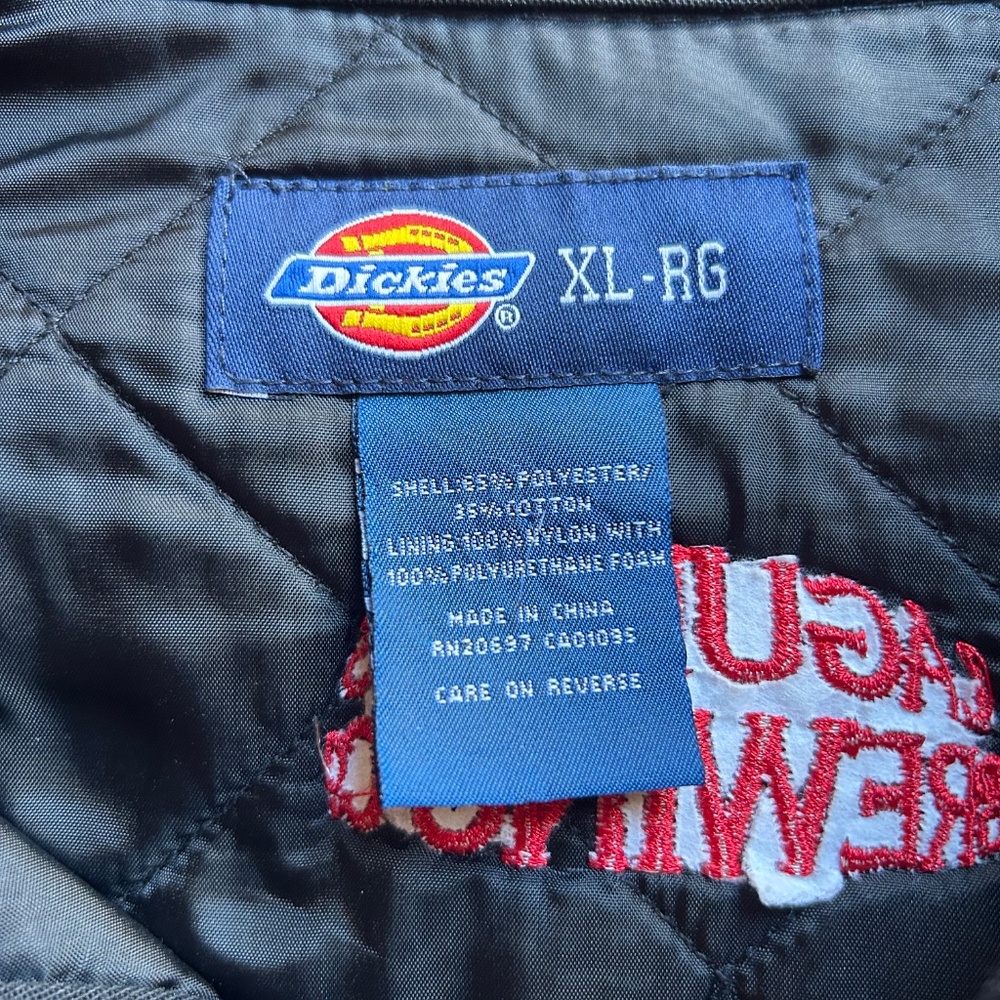 Dickies® XL-RG
SHELL:65% POLYESTER/
35% COTTON
LINING 100% NYLON WITH
100% POLYURETHANE FOAM
MADE IN CHINA
RN20697 CA01095
CARE ON REVERSE